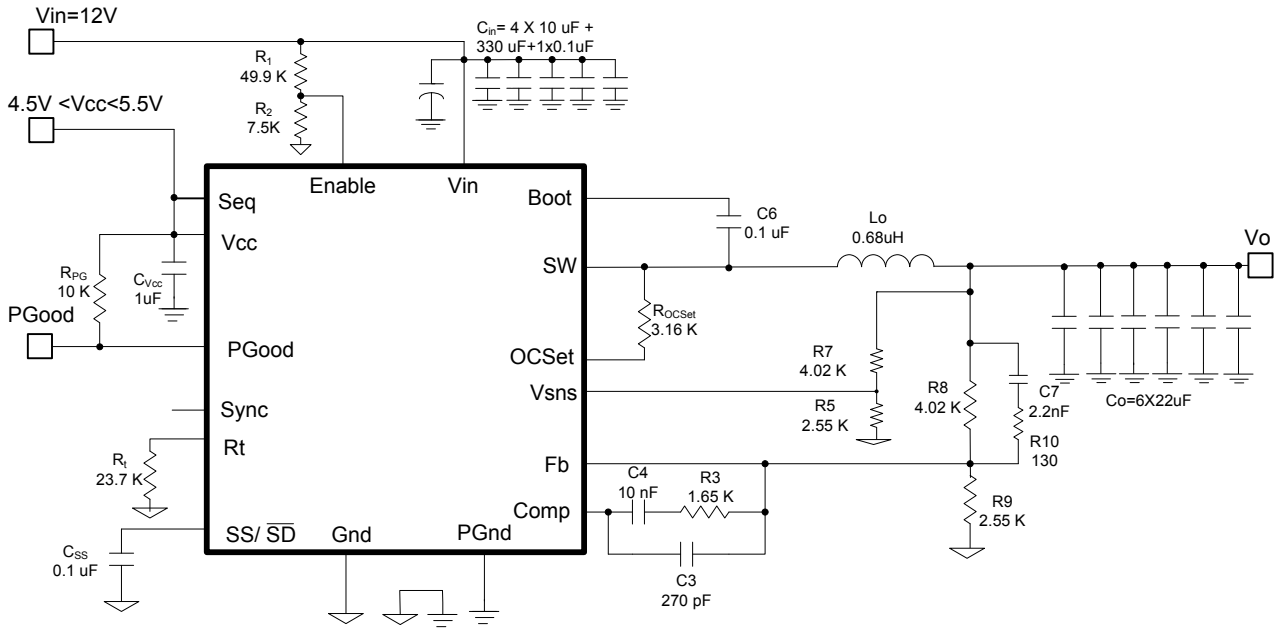 Vin=12V
Cin= 4 X 10 uF +
330 uF+1x0.1uF
R1
49.9 K
4.5V <Vcc<5.5V
R2
7.5K
Enable
Vin
Seq
Boot
C6
0.1 uF
Lo
0.68uH
Vo
Vcc
SW
RPG
10 K
CVcc
1uF
PGood
ROCSet
3.16 K
PGood
OCSet
R7
4.02 K
Vsns
R8
4.02 K
C7
2.2nF
Co=6X22uF
Sync
R5
2.55 K
Rt
R10
130
Rt
23.7 K
Fb
C4
10 nF
R3
1.65 K
R9
2.55 K
Comp
SS/ SD
Gnd
PGnd
CSS
0.1 uF
C3
270 pF